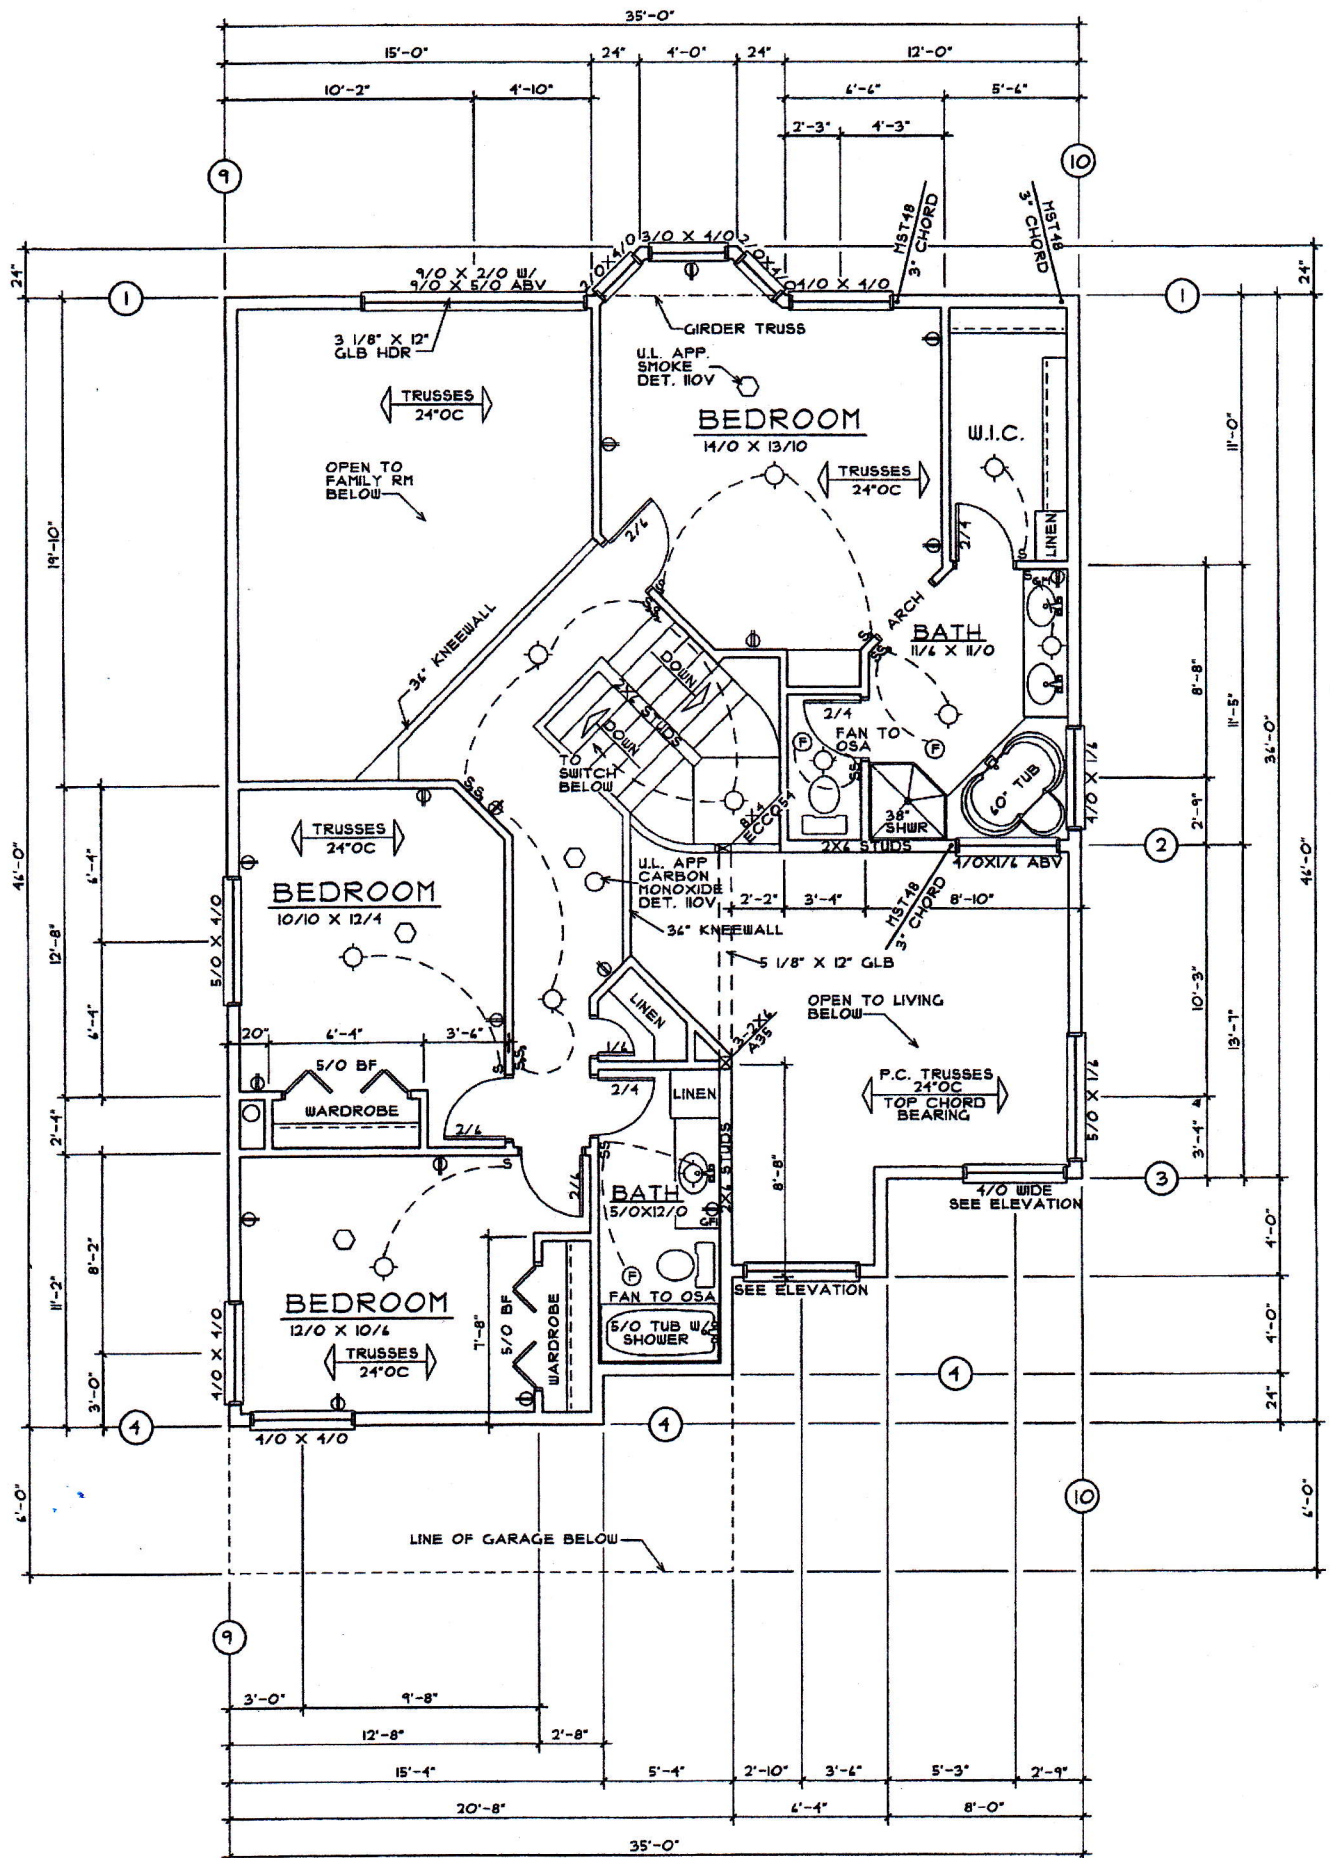 35'-0"
15'-0"
24"
4'-0"
24"
12'-0"
10'-2"
4'-10"
6'-6"
5'-6"
2'-3"
4'-3"
9
10
MST48
3" CHORD
MST48
3" CHORD
24"
24"
1
1
9/0 X 2/0 W/
9/0 X 5/0 ABV
2/0X4/0
3/0 X 4/0
2/0X4/0
4/0 X 4/0
GIRDER TRUSS
3 1/8" X 12"
GLB HDR
U.L. APP.
SMOKE
DET. 110V
TRUSSES
24"OC
BEDROOM
14/0 X 13/10
W.I.C.
TRUSSES
24"OC
OPEN TO
FAMILY RM
BELOW
11'-0"
19'-10"
2/6
2/4
LINEN
S
S
GFI
S
S
S
ARCH
S
SS
BATH
11/6 X 11/0
36" KNEEWALL
DOWN
2X6 STUDS
DOWN
TO
SWITCH
BELOW
2/4
FAN TO
OSA
F
F
SS
60" TUB
38"
SHWR
4/0 X 1/6
8'-8"
11'-5"
36'-0"
2'-9"
SS
8X4
ECCQ54
2X6 STUDS
4/0X1/6 ABV
2
TRUSSES
24"OC
BEDROOM
10/10 X 12/4
U.L. APP
CARBON
MONOXIDE
DET. 110V
2'-2"
3'-4"
8'-10"
MST48
3" CHORD
36" KNEEWALL
5 1/8" X 12" GLB
46'-0"
46'-0"
6'-4"
12'-8"
5/0 X 4/0
6'-4"
OPEN TO LIVING
BELOW
10'-3"
13'-7"
LINEN
3-2X6
A35
20"
6'-4"
3'-6"
5/0 BF
S
SS
1/6
2/4
LINEN
WARDROBE
2/6
P.C. TRUSSES
24"OC
TOP CHORD
BEARING
5/0 X 1/6
2'-4"
3'-4"
S
2/6
SS
2X6 STUDS
8'-8"
BATH
5/0X12/0
GFI
4/0 WIDE
SEE ELEVATION
3
8'-2"
11'-2"
F
FAN TO OSA
SEE ELEVATION
4'-0"
BEDROOM
12/0 X 10/6
7'-8"
5/0 BF
WARDROBE
5/0 TUB W/
SHOWER
4'-0"
4/0 X 4/0
TRUSSES
24"OC
3'-0"
4
24"
4
4/0 X 4/0
4
6'-0"
6'-0"
10
LINE OF GARAGE BELOW
9
3'-0"
9'-8"
12'-8"
2'-8"
15'-4"
5'-4"
2'-10"
3'-6"
5'-3"
2'-9"
20'-8"
6'-4"
8'-0"
35'-0"